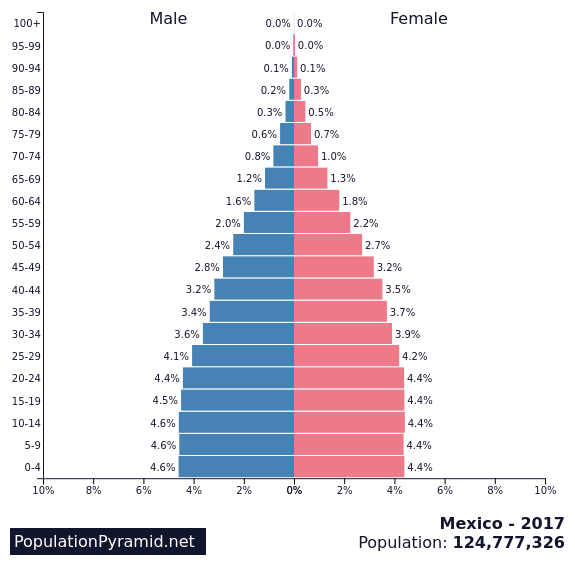 Male Female
100+ 0.0% 0.0%
95-99 0.0% 0.0%
90-94 0.1% 0.1%
85-89 0.2% 0.3%
80-84 0.3% 0.5%
75-79 0.6% 0.7%
70-74 0.8% 1.0%
65-69 1.2% 1.3%
60-64 1.6% 1.8%
55-59 2.0% 2.2%
50-54 2.4% 2.7%
45-49 2.8% 3.2%
40-44 3.2% 3.5%
35-39 3.4% 3.7%
30-34 3.6% 3.9%
25-29 4.1% 4.2%
20-24 4.4% 4.4%
15-19 4.5% 4.4%
10-14 4.6% 4.4%
5-9 4.6% 4.4%
0-4 4.6% 4.4%
10% 8% 6% 4% 2% 0% 2% 4% 6% 8% 10%
Mexico - 2017
PopulationPyramid.net Population: 124,777,326